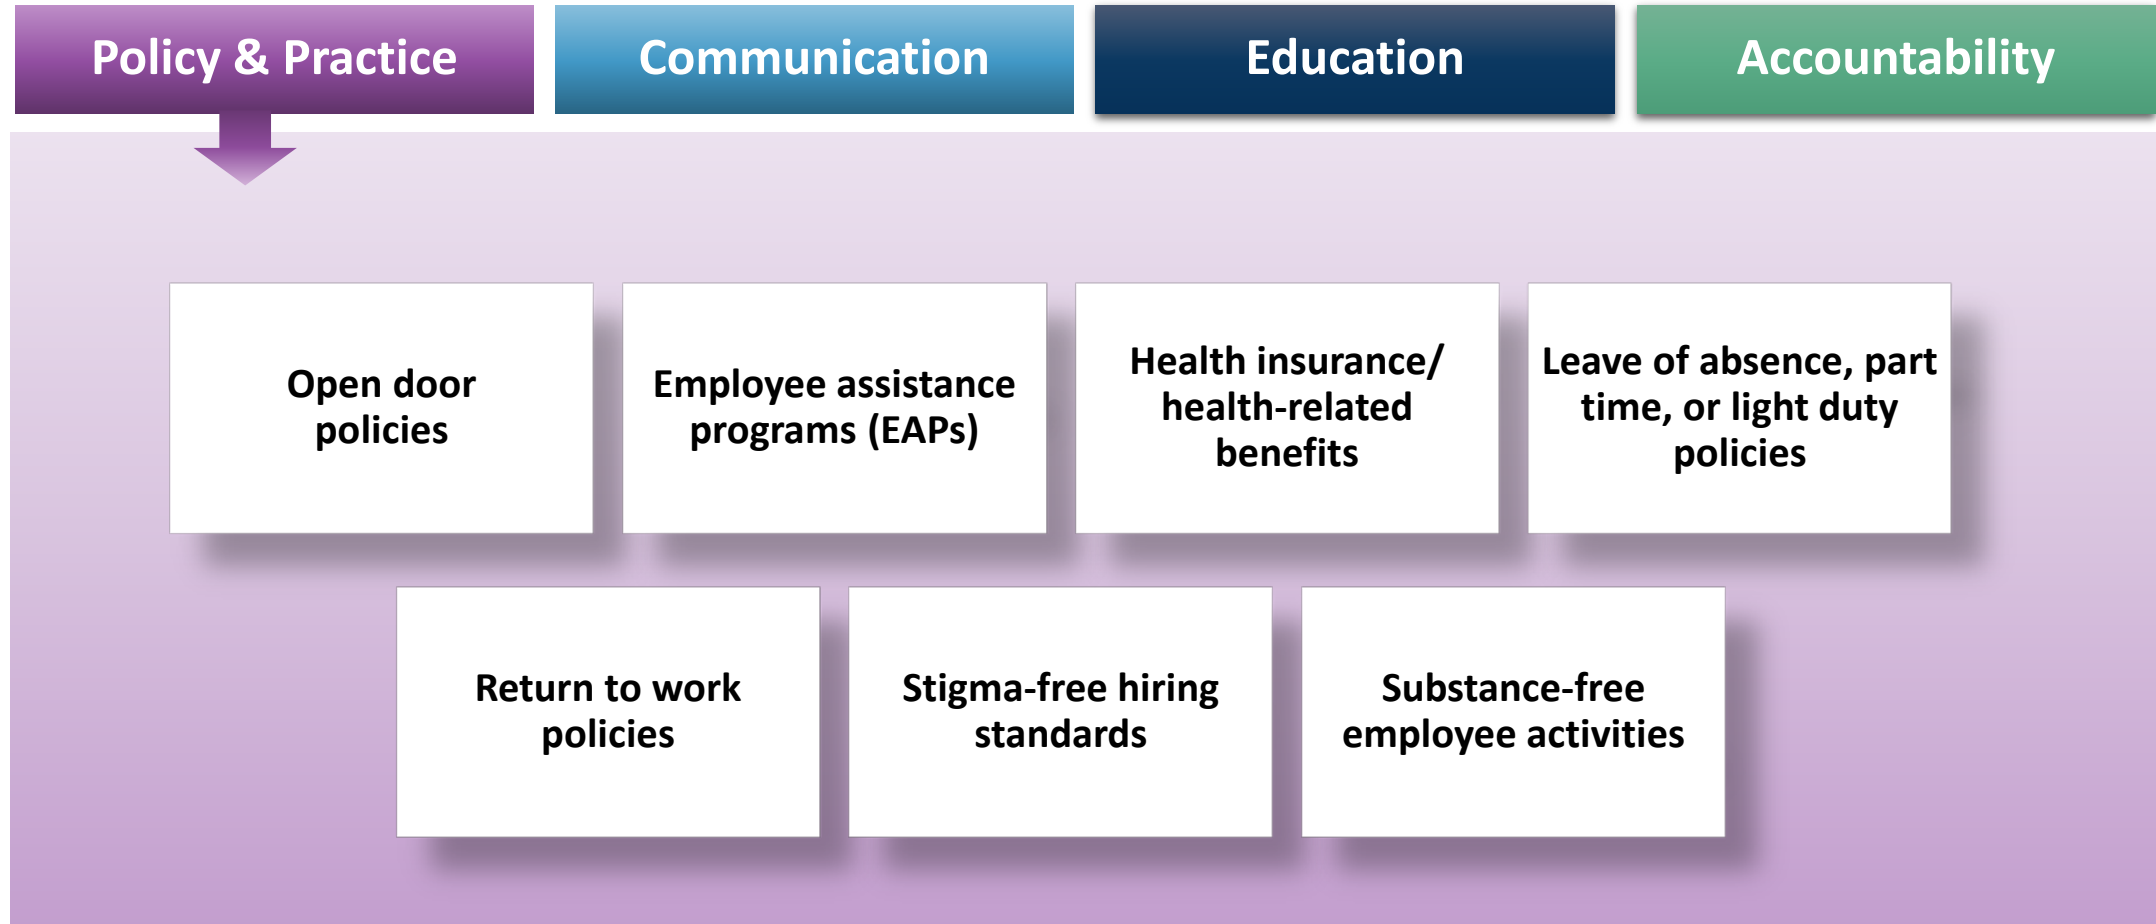 Policy & Practice
Communication
Education
Accountability
Open door
policies
Employee assistance
programs (EAPs)
Health insurance/
health-related
benefits
Leave of absence, part
time, or light duty
policies
Return to work
policies
Stigma-free hiring
standards
Substance-free
employee activities